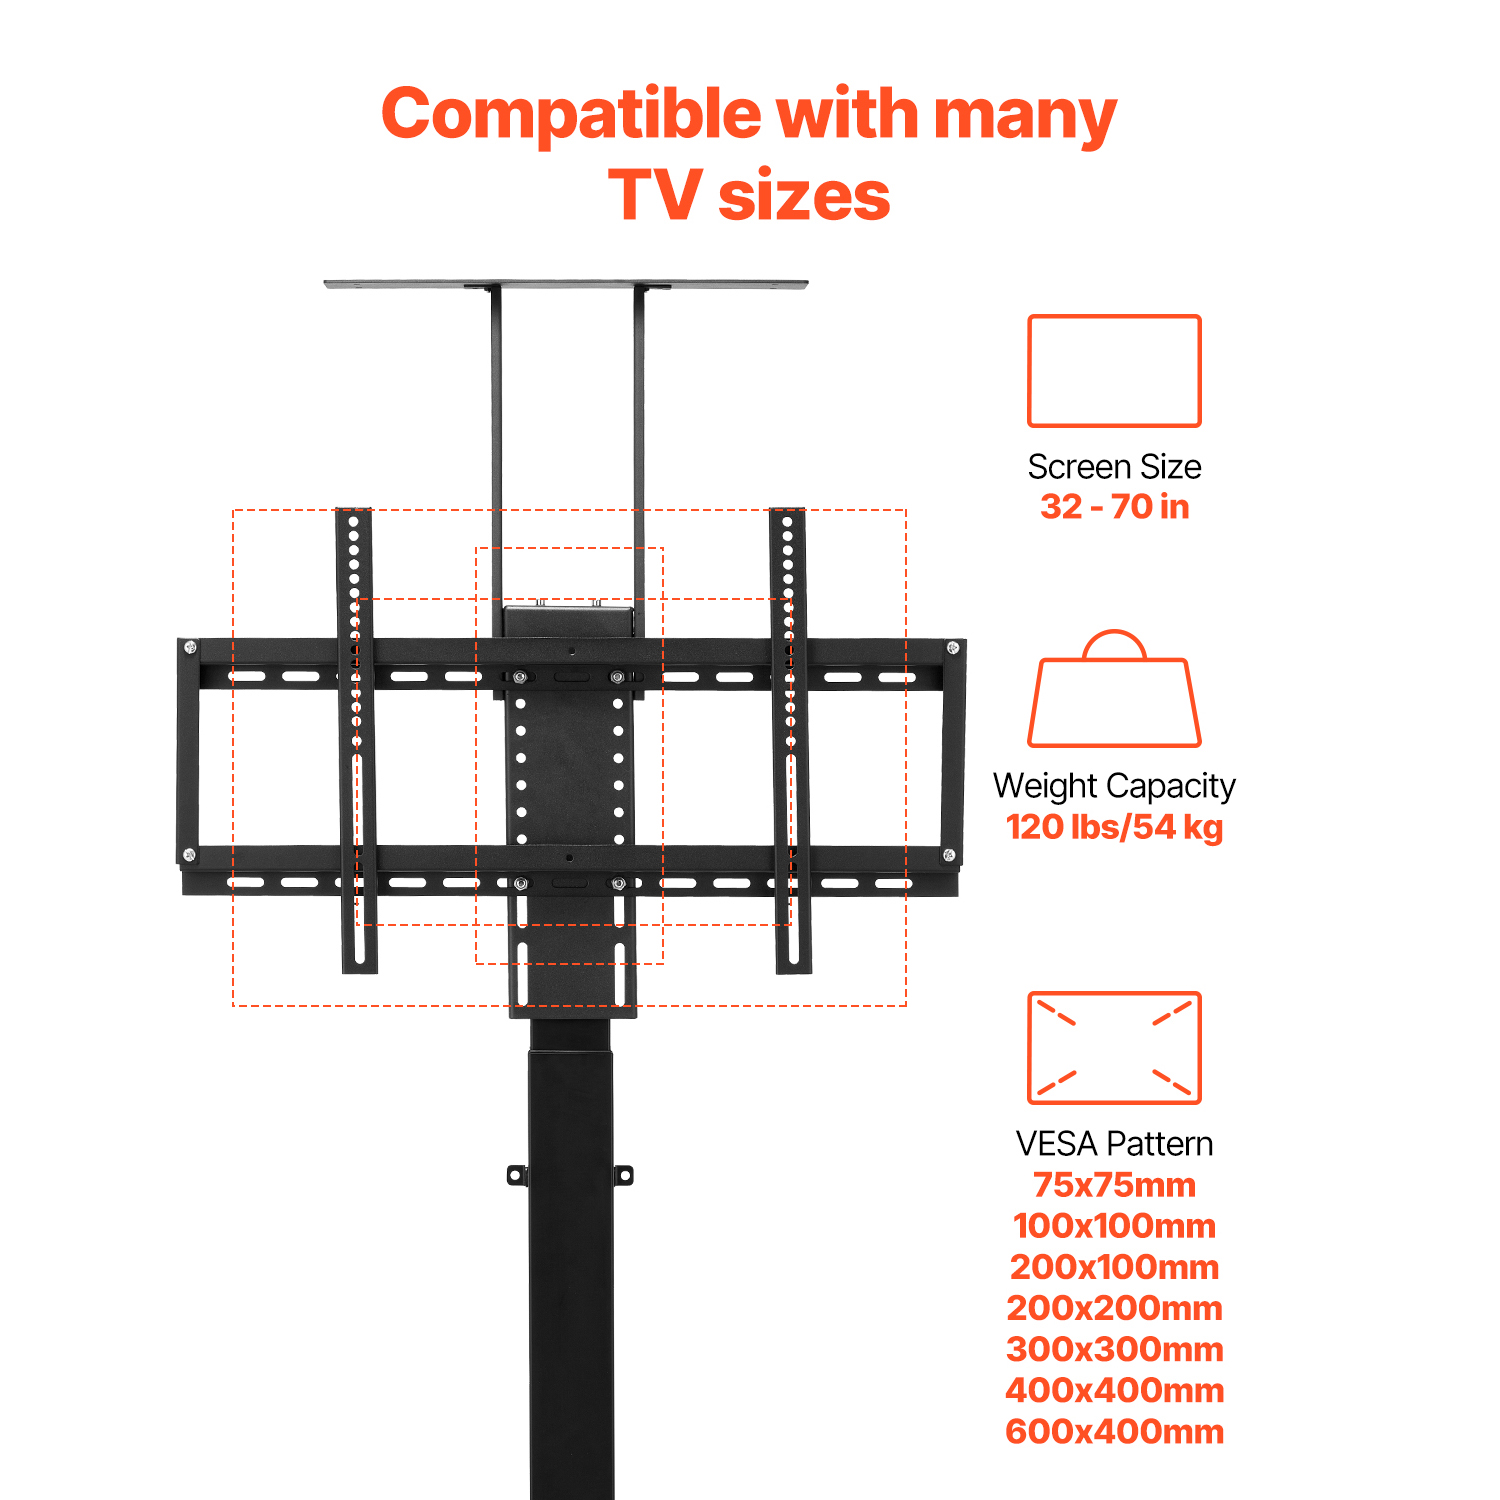 Compatible with many
TV sizes
Screen Size
32 - 70 in
Weight Capacity
120 lbs/54 kg
VESA Pattern
75x75mm
100x100mm
200x100mm
200x200mm
300x300mm
400x400mm
600x400mm